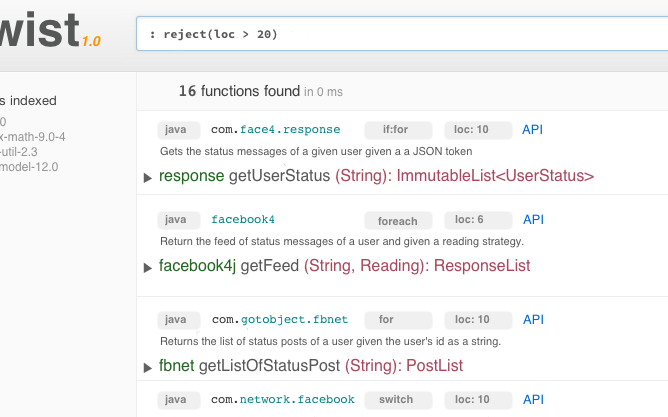 wist 1.0
: reject(loc > 20)
16 functions found in 0 ms
s indexed
0
x-math-9.0-4
-util-2.3
model-12.0
java com.face4.response if:for loc: 10 API
Gets the status messages of a given user given a a JSON token
▶ response getUserStatus (String): ImmutableList<UserStatus>
java facebook4 foreach loc: 6 API
Return the feed of status messages of a user and given a reading strategy.
▶ facebook4j getFeed (String, Reading): ResponseList
java com.gotobject.fbnet for loc: 10 API
Returns the list of status posts of a user given the user's id as a string.
▶ fbnet getListOfStatusPost (String): PostList
java com.network.facebook switch loc: 10 API